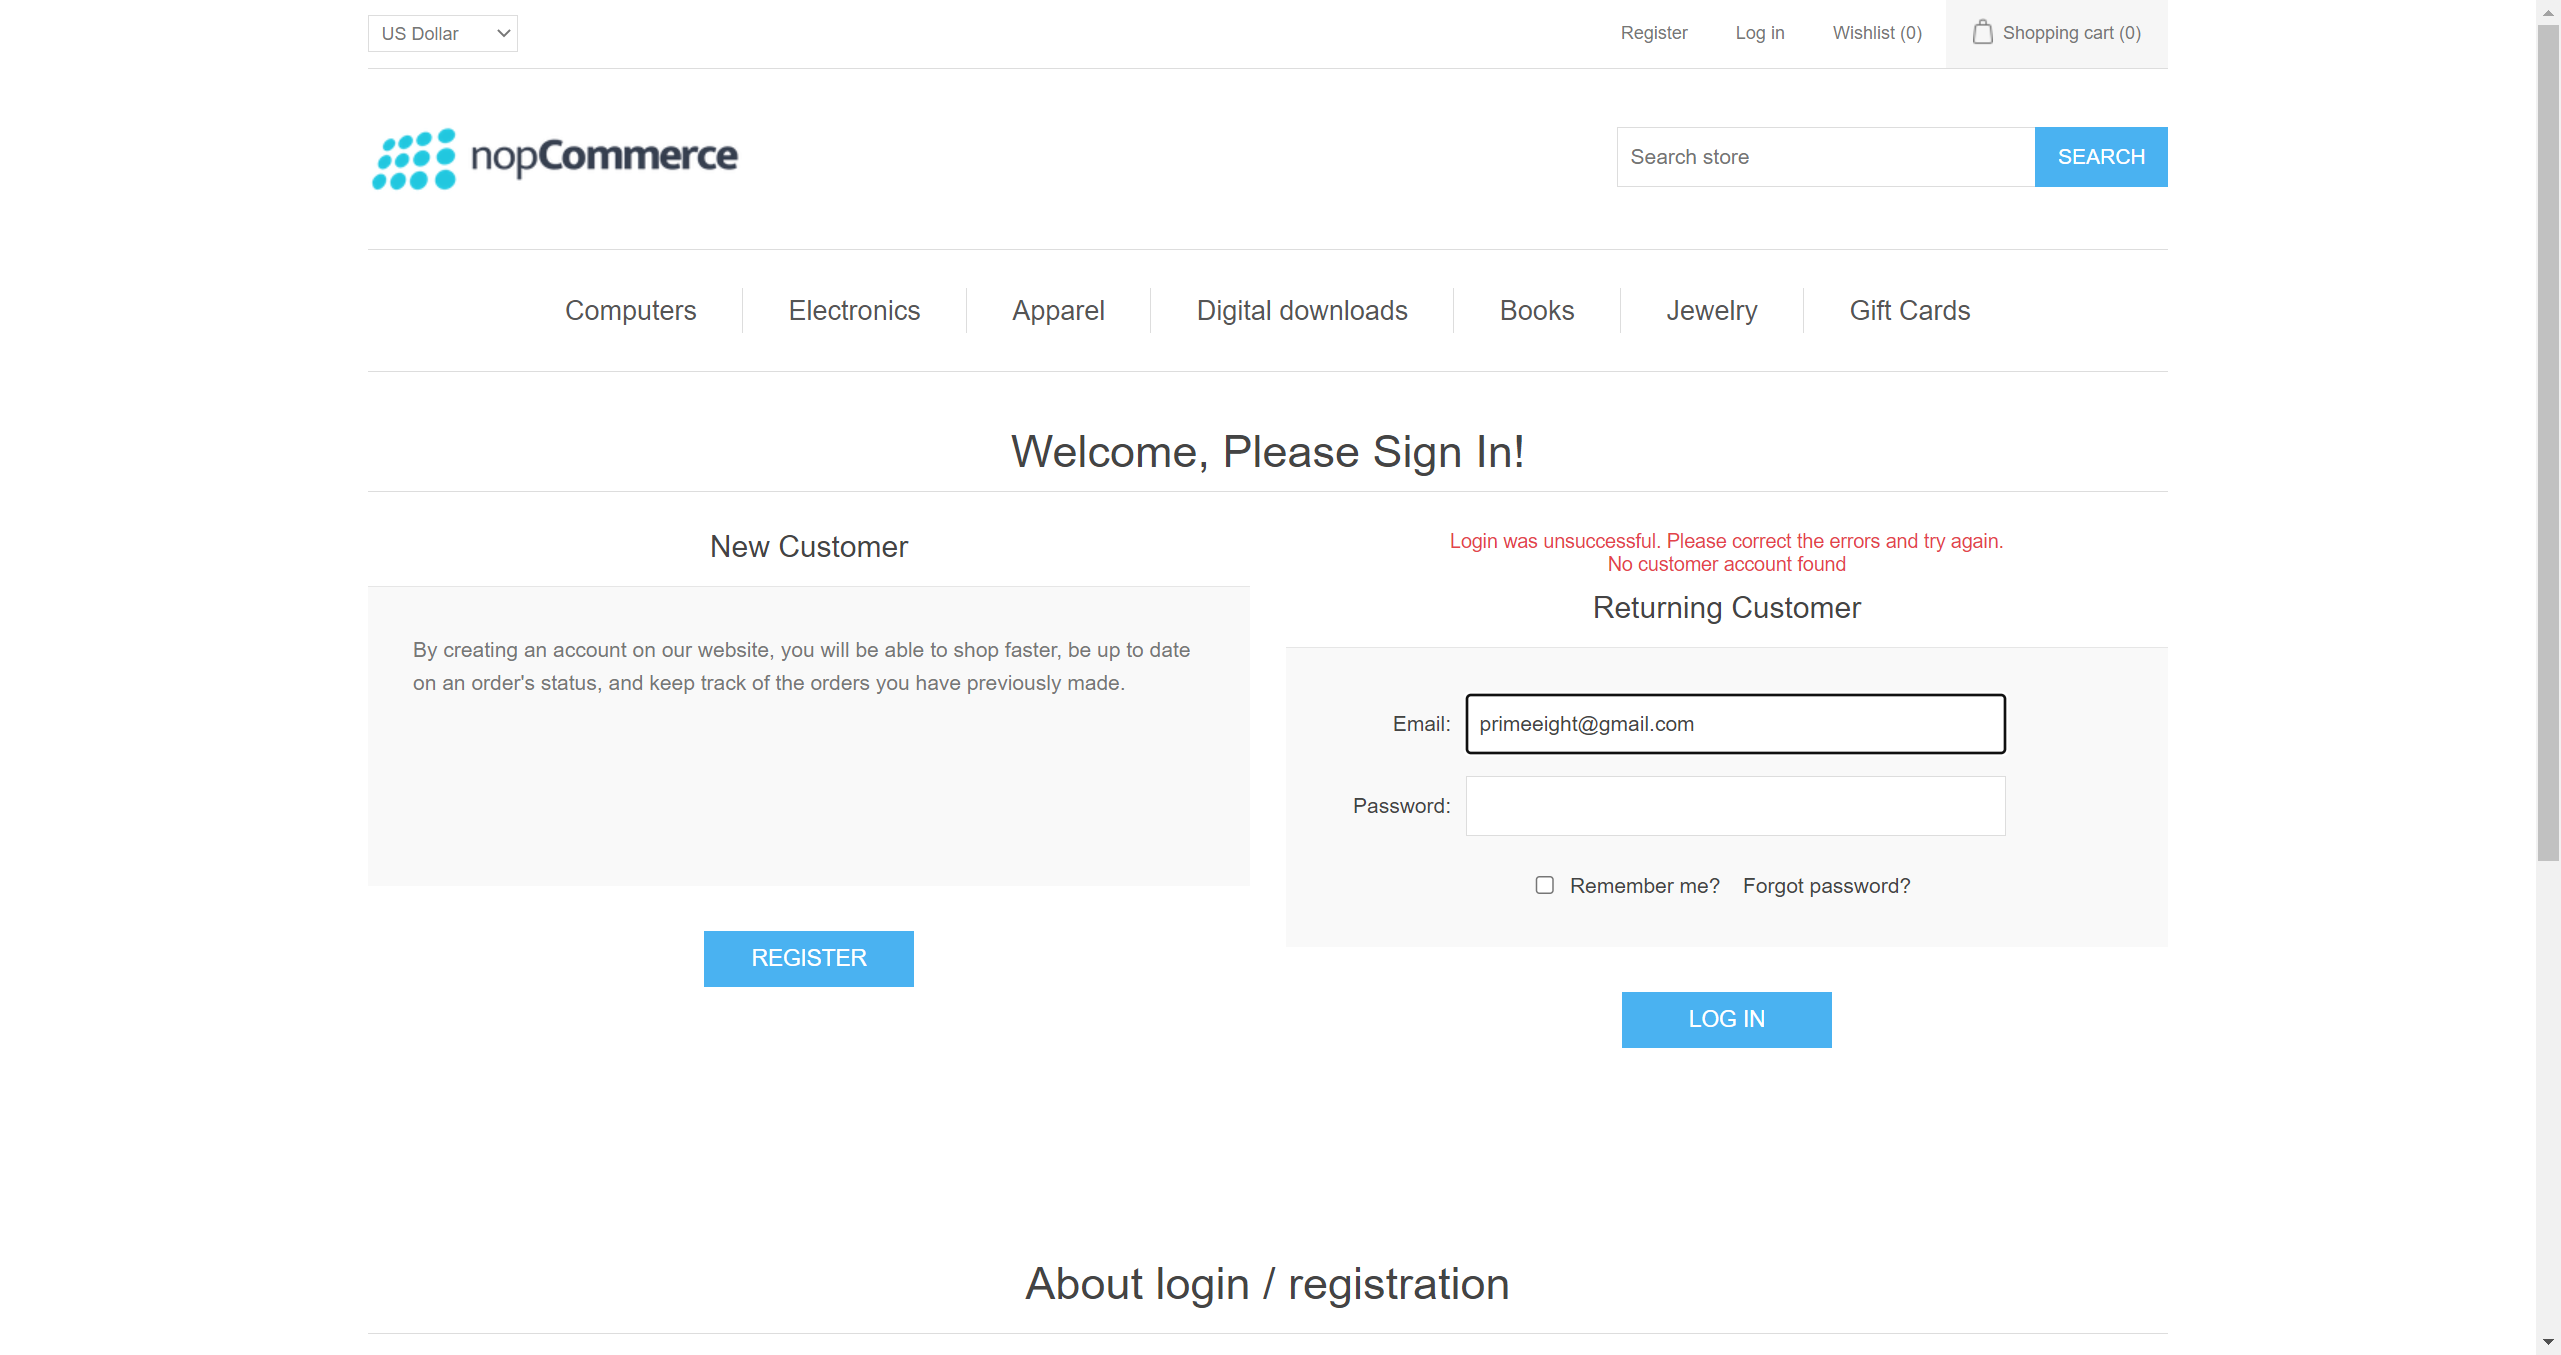 US Dollar
Register
Log in
Wishlist (0)
Shopping cart (0)
nopCommerce
Search store
SEARCH
Computers
Electronics
Apparel
Digital downloads
Books
Jewelry
Gift Cards
Welcome, Please Sign In!
New Customer
By creating an account on our website, you will be able to shop faster, be up to date
on an order's status, and keep track of the orders you have previously made.
REGISTER
Login was unsuccessful. Please correct the errors and try again.
No customer account found
Returning Customer
Email:
primeeight@gmail.com
Password:
Remember me?
Forgot password?
LOG IN
About login / registration